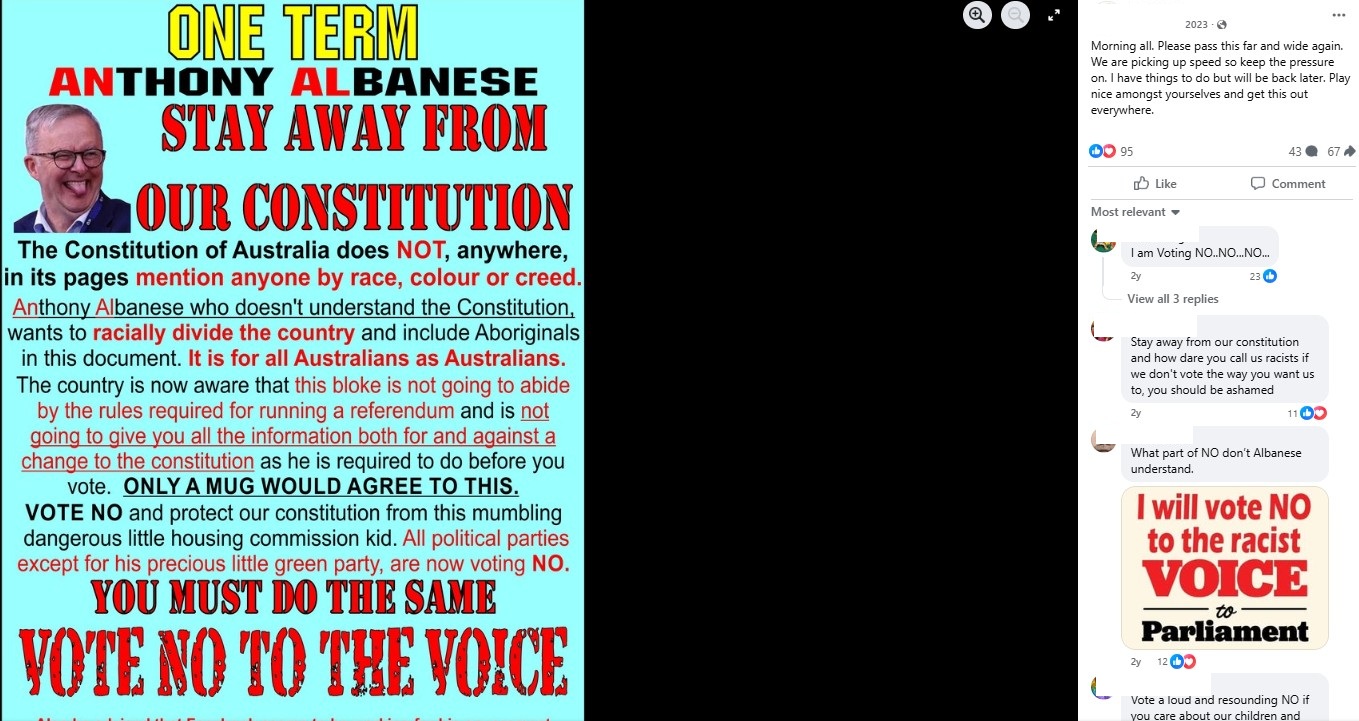 ONE TERM
ANTHONY ALBANESE
STAY AWAY FROM
OUR CONSTITUTION
The Constitution of Australia does NOT, anywhere,
in its pages mention anyone by race, colour or creed.
Anthony Albanese who doesn't understand the Constitution,
wants to racially divide the country and include Aboriginals
in this document. It is for all Australians as Australians.
The country is now aware that this bloke is not going to abide
by the rules required for running a referendum and is not
going to give you all the information both for and against a
change to the constitution as he is required to do before you
vote. ONLY A MUG WOULD AGREE TO THIS.
VOTE NO and protect our constitution from this mumbling
dangerous little housing commission kid. All political parties
except for his precious little green party, are now voting NO.
YOU MUST DO THE SAME
VOTE NO TO THE VOICE
2023 ·
Morning all. Please pass this far and wide again.
We are picking up speed so keep the pressure
on. I have things to do but will be back later. Play
nice amongst yourselves and get this out
everywhere.
95 43 67
Like Comment
Most relevant
I am Voting NO..NO...NO...
2y 23
View all 3 replies
Stay away from our constitution
and how dare you call us racists if
we don't vote the way you want us
to, you should be ashamed
2y 11
What part of NO don't Albanese
understand.
I will vote NO
to the racist
VOICE
to
Parliament
2y 12
Vote a loud and resounding NO if
you care about our children and